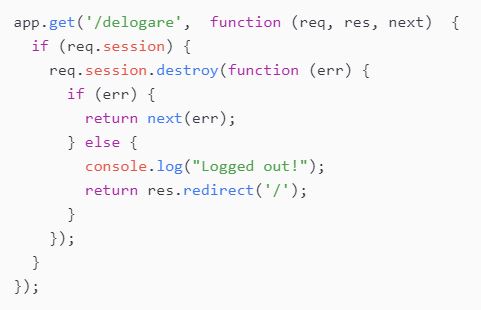 app.get('/delogare',  function (req, res, next)  {
  if (req.session) {
    req.session.destroy(function (err) {
      if (err) {
        return next(err);
      } else {
        console.log("Logged out!");
        return res.redirect('/');
      }
    });
  }
});